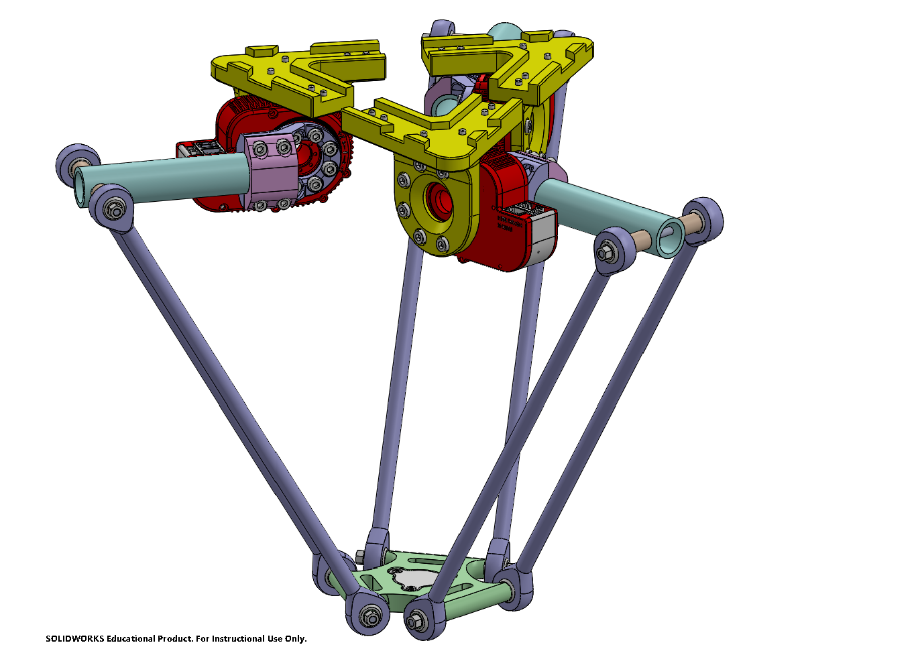 SOLIDWORKS Educational Product. For Instructional Use Only.